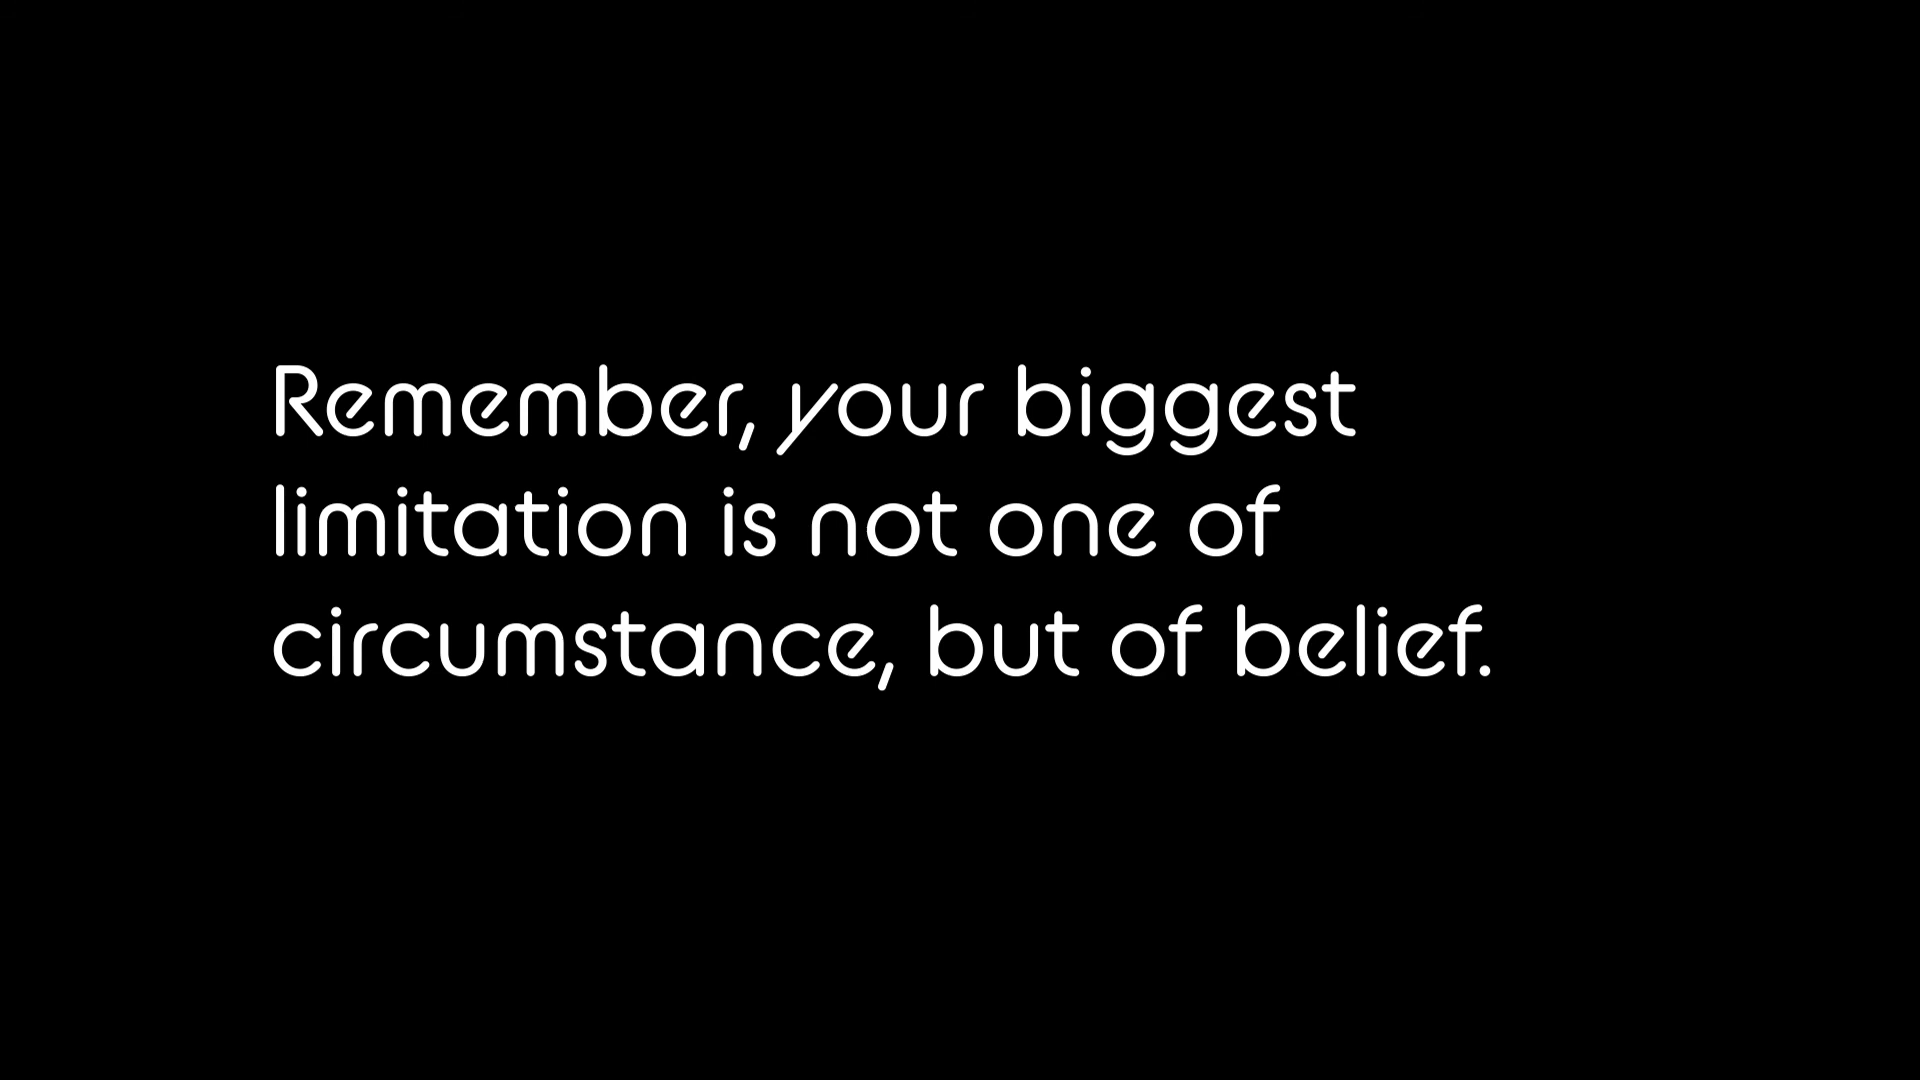 Remember, your biggest
limitation is not one of
circumstance, but of belief.